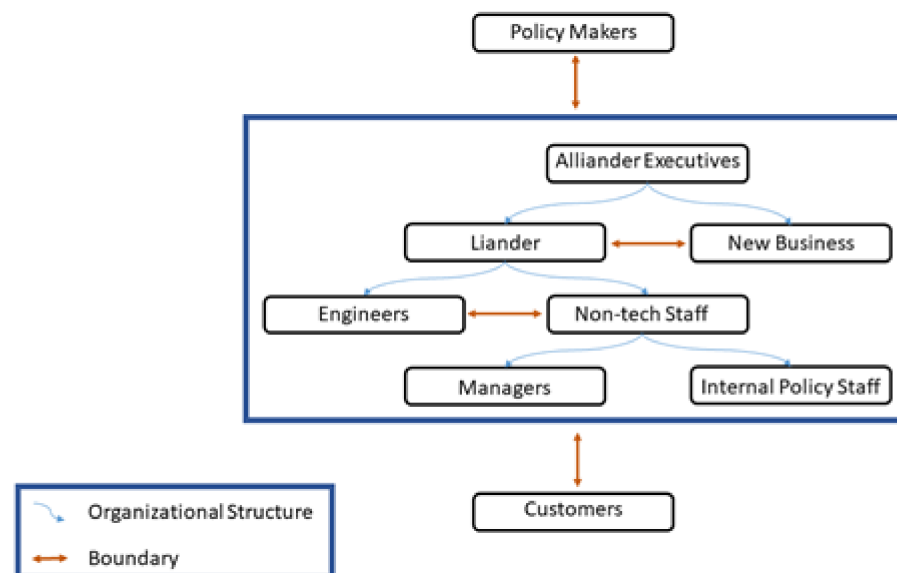 Policy Makers
Alliander Executives
Liander
New Business
Engineers
Non-tech Staff
Managers
Internal Policy Staff
Customers
Organizational Structure
Boundary